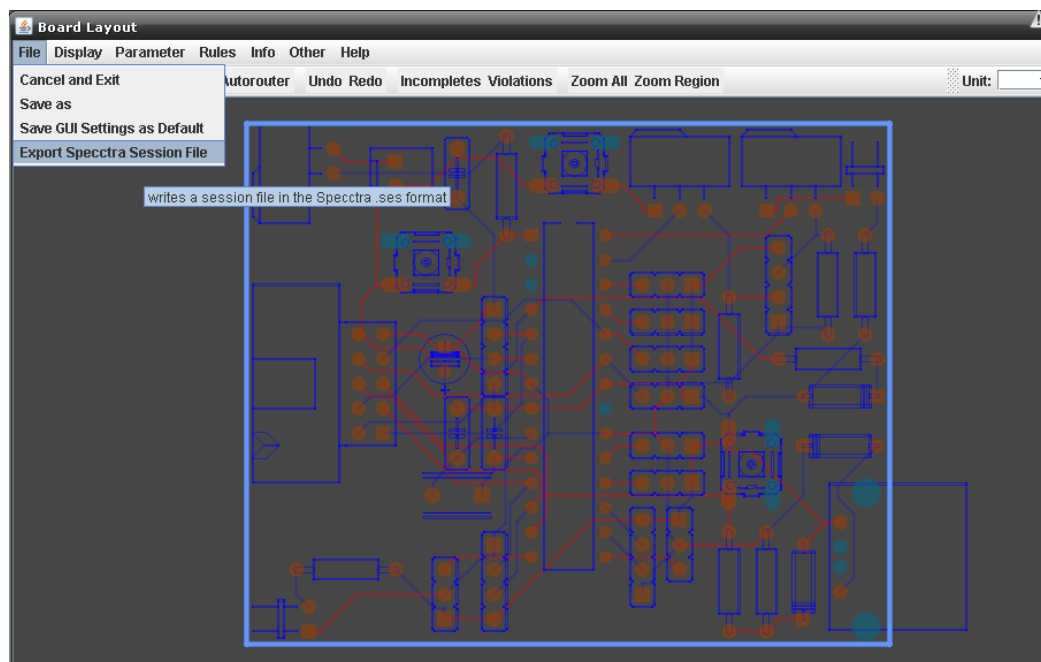 Board Layout
File Display Parameter Rules Info Other Help
Cancel and Exit
Autorouter Undo Redo Incompletes Violations Zoom All Zoom Region Unit:
Save as
Save GUI Settings as Default
Export Specctra Session File
writes a session file in the Specctra .ses format